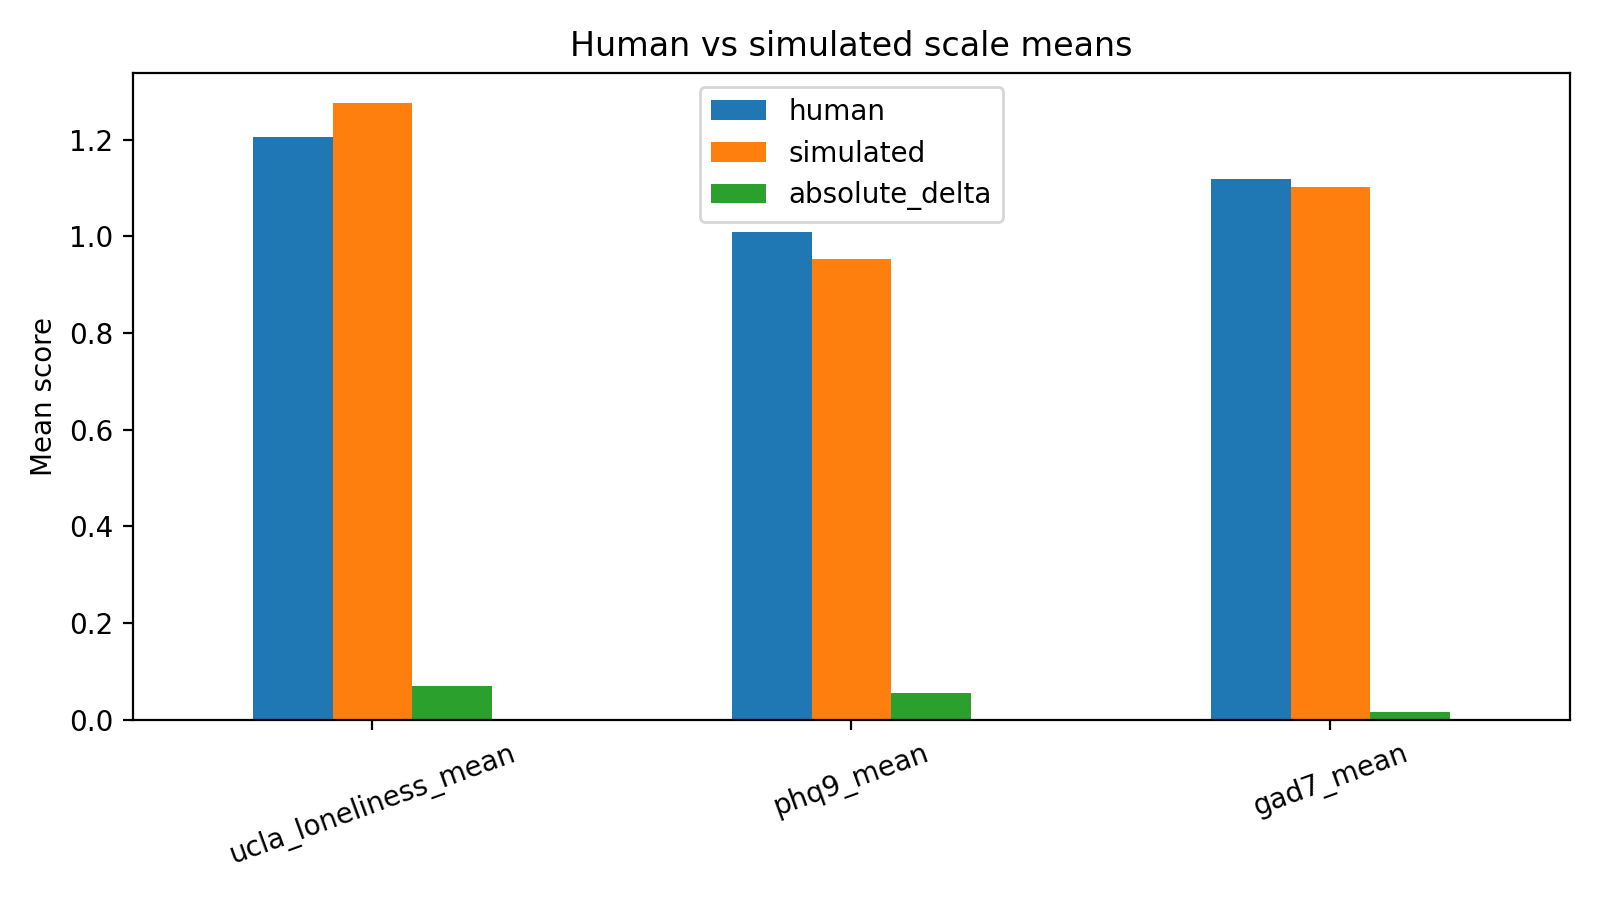 Human vs simulated scale means
human
simulated
absolute_delta
Mean score
1.2
1.0
0.8
0.6
0.4
0.2
0.0
ucla_loneliness_mean
phq9_mean
gad7_mean